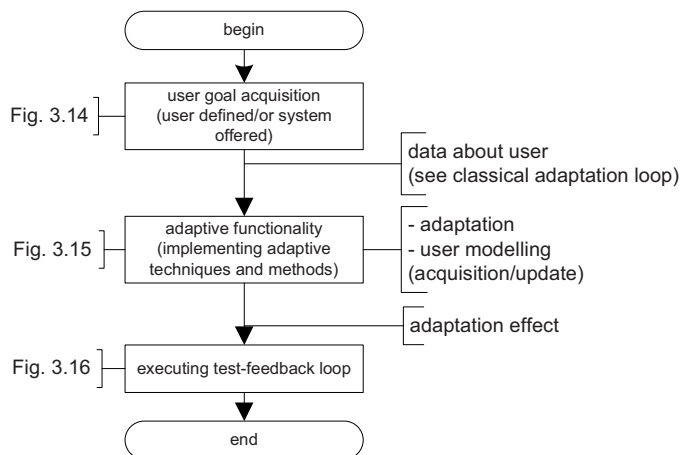 begin
Fig. 3.14
user goal acquisition
(user defined/or system
offered)
data about user
(see classical adaptation loop)
Fig. 3.15
adaptive functionality
(implementing adaptive
techniques and methods)
- adaptation
- user modelling
(acquisition/update)
adaptation effect
Fig. 3.16
executing test-feedback loop
end